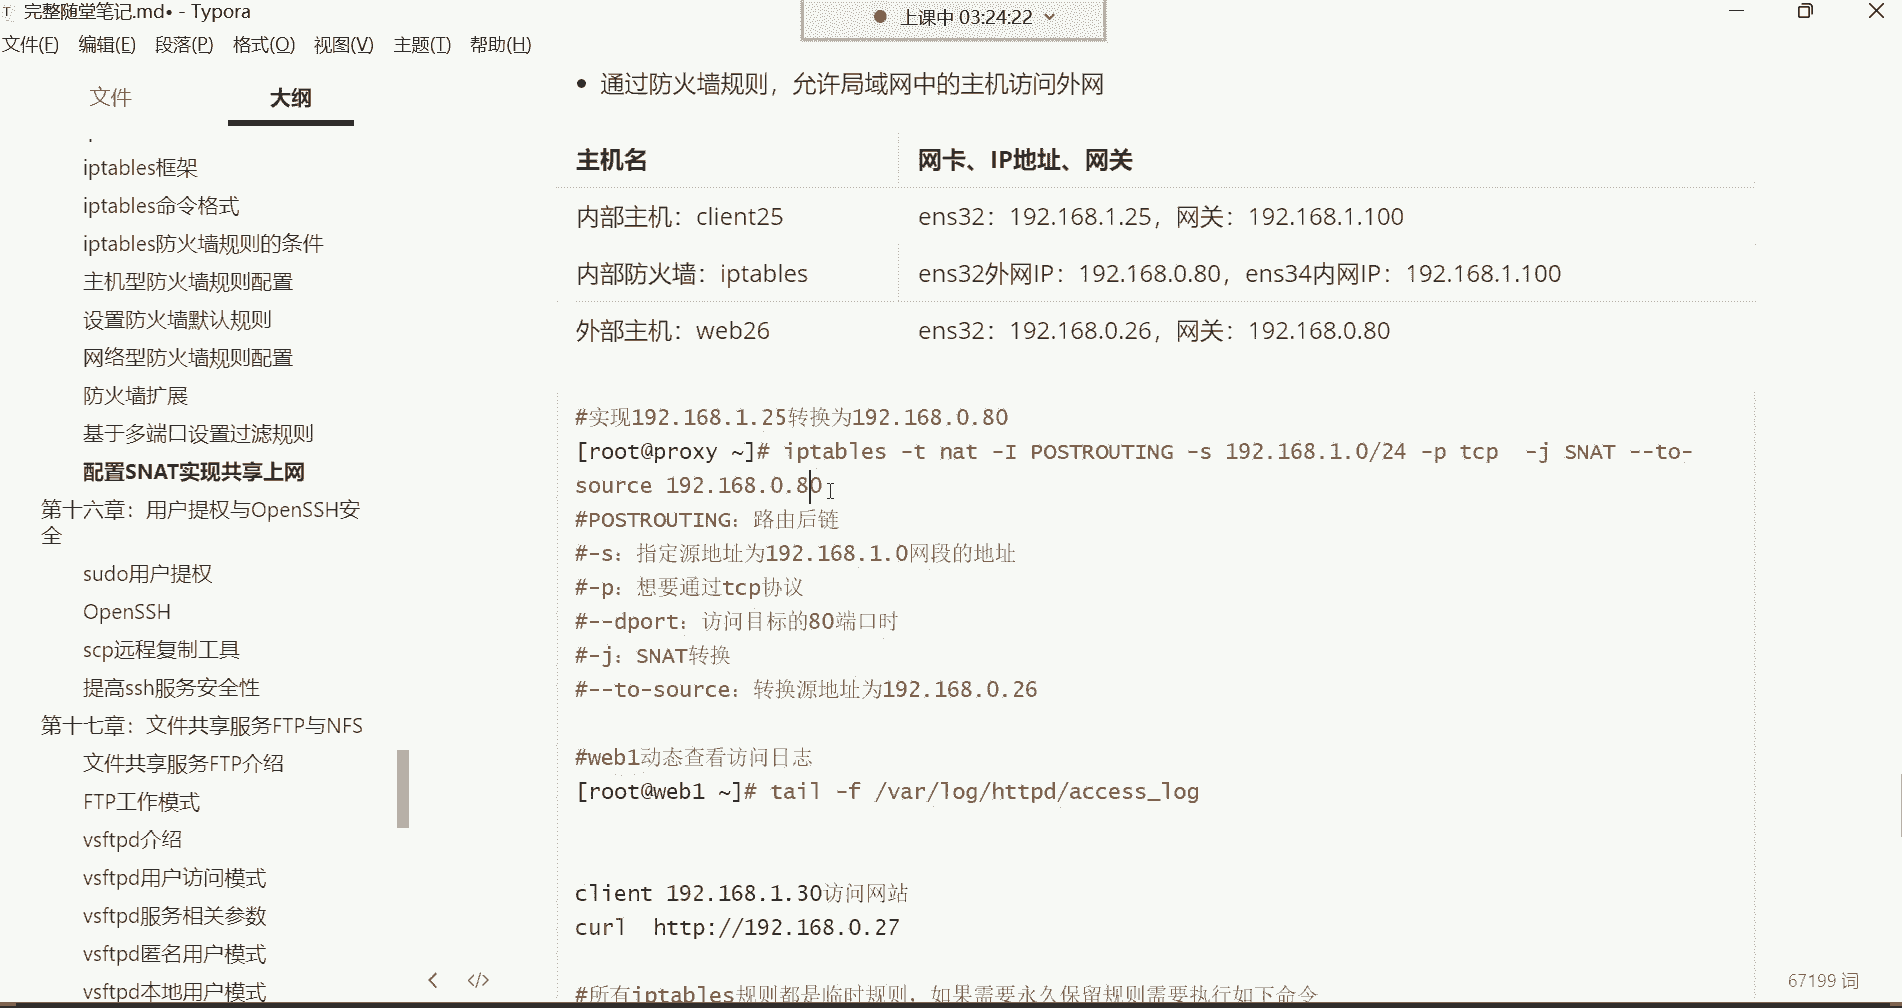 完整随堂笔记.md• - Typora
上课中 03:24:22
文件(F) 编辑(E) 段落(P) 格式(O) 视图(V) 主题(T) 帮助(H)
文件 大纲
iptables框架
iptables命令格式
iptables防火墙规则的条件
主机型防火墙规则配置
设置防火墙默认规则
网络型防火墙规则配置
防火墙扩展
基于多端口设置过滤规则
配置SNAT实现共享上网
第十六章：用户提权与OpenSSH安
全
sudo用户提权
OpenSSH
scp远程复制工具
提高ssh服务安全性
第十七章：文件共享服务FTP与NFS
文件共享服务FTP介绍
FTP工作模式
vsftpd介绍
vsftpd用户访问模式
vsftpd服务相关参数
vsftpd匿名用户模式
vsftpd本地用户模式
• 通过防火墙规则，允许局域网中的主机访问外网
主机名 网卡、IP地址、网关
内部主机：client25 ens32：192.168.1.25，网关：192.168.1.100
内部防火墙：iptables ens32外网IP：192.168.0.80，ens34内网IP：192.168.1.100
外部主机：web26 ens32：192.168.0.26，网关：192.168.0.80
#实现192.168.1.25转换为192.168.0.80
[root@proxy ~]# iptables -t nat -I POSTROUTING -s 192.168.1.0/24 -p tcp  -j SNAT --to-
source 192.168.0.80
#POSTROUTING：路由后链
#-s：指定源地址为192.168.1.0网段的地址
#-p：想要通过tcp协议
#--dport：访问目标的80端口时
#-j：SNAT转换
#--to-source：转换源地址为192.168.0.26
#web1动态查看访问日志
[root@web1 ~]# tail -f /var/log/httpd/access_log
client 192.168.1.30访问网站
curl  http://192.168.0.27
#所有iptables规则都是临时规则，如果需要永久保留规则需要执行如下命令
67199 词